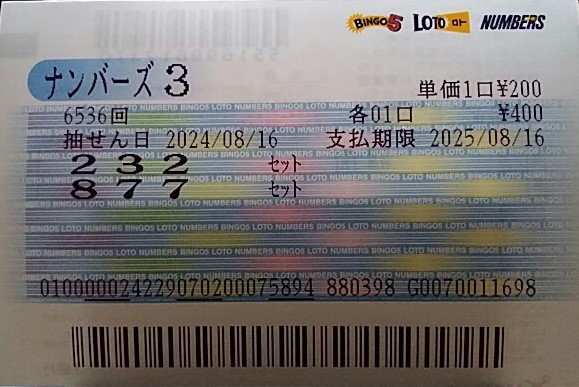 BINGO5 LOTO ロト NUMBERS
ナンバーズ3 単価1口¥200
6536回 各01口 ¥400
抽せん日 2024/08/16 支払期限 2025/08/16
232 セット
877 セット
010000024229070200075894 880398 G0070011698